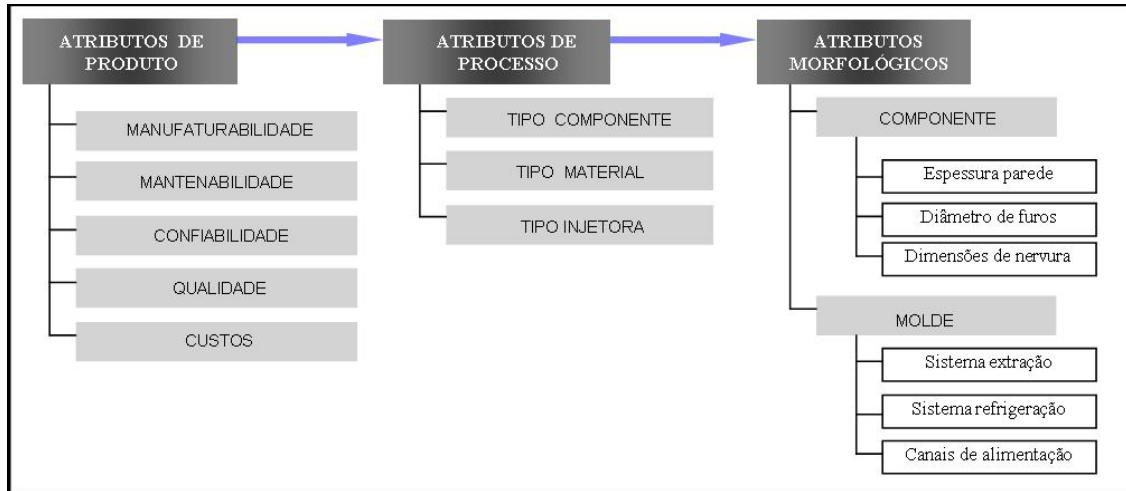 ATRIBUTOS DE
PRODUTO
MANUFATURABILIDADE
MANTENABILIDADE
CONFIABILIDADE
QUALIDADE
CUSTOS
ATRIBUTOS DE
PROCESSO
TIPO COMPONENTE
TIPO MATERIAL
TIPO INJETORA
ATRIBUTOS
MORFOLÓGICOS
COMPONENTE
Espessura parede
Diâmetro de furos
Dimensões de nervura
MOLDE
Sistema extração
Sistema refrigeração
Canais de alimentação